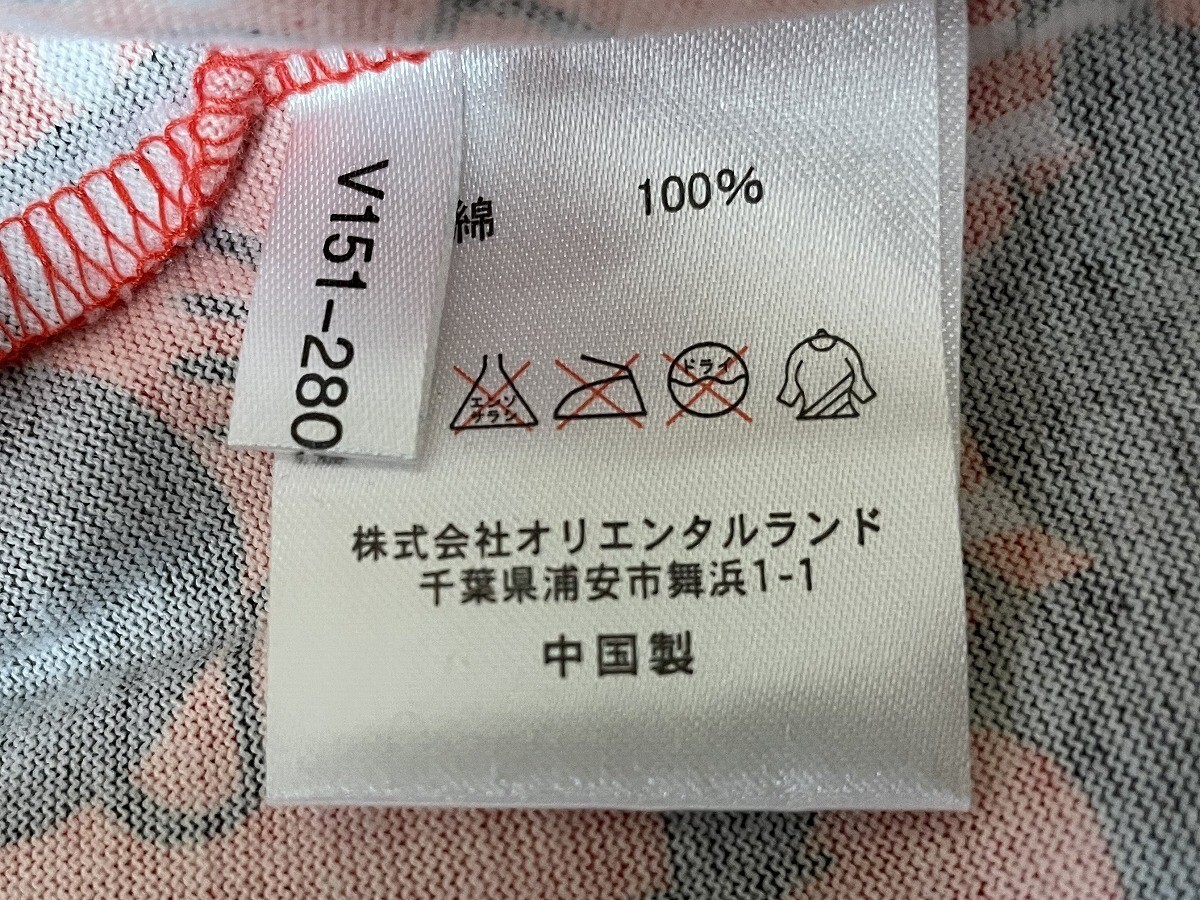 V151-280
綿 100%
エンソ
サラシ
ドライ
株式会社オリエンタルランド
千葉県浦安市舞浜1-1
中国製